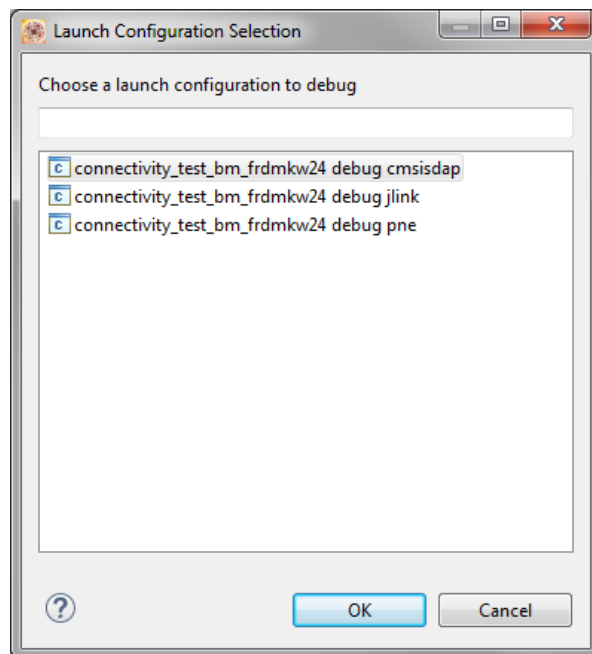 Launch Configuration Selection
Choose a launch configuration to debug
connectivity_test_bm_frdmkw24 debug cmsisdap
connectivity_test_bm_frdmkw24 debug jlink
connectivity_test_bm_frdmkw24 debug pne
OK Cancel